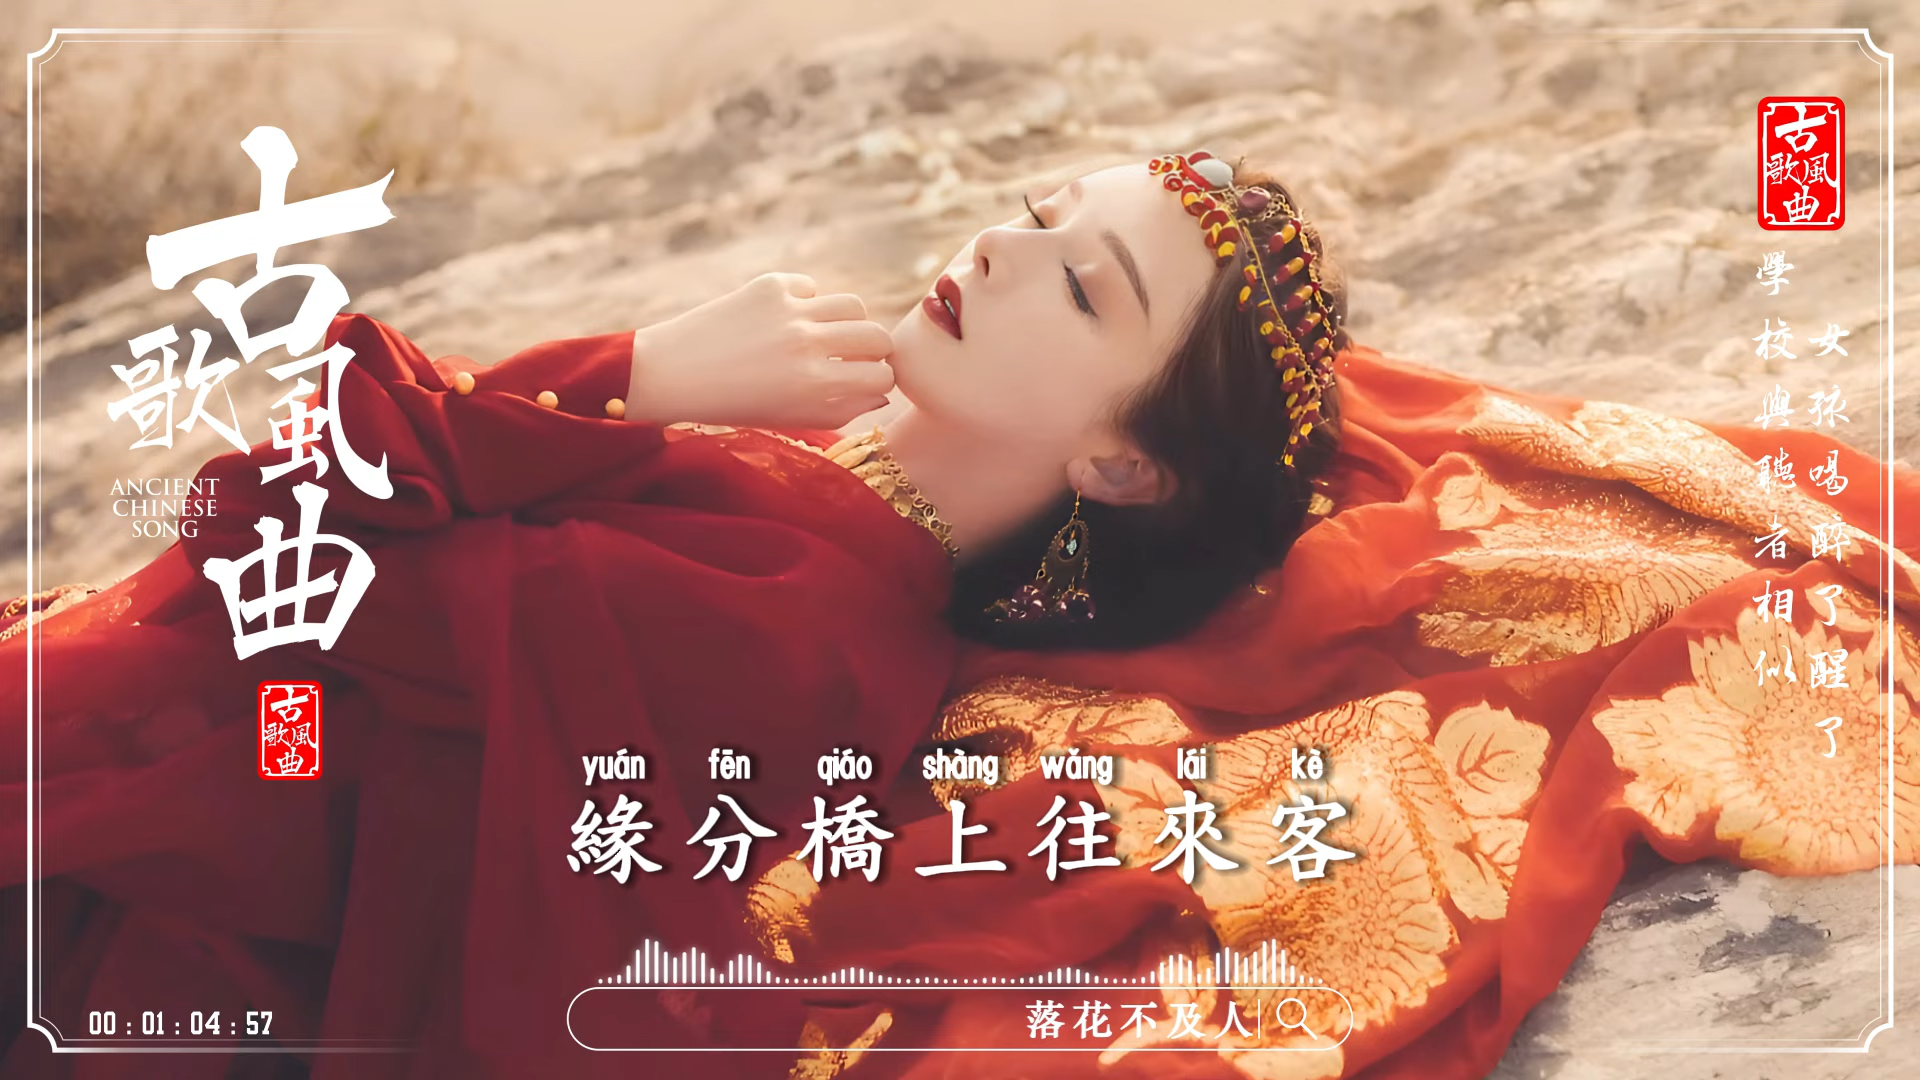 古風歌曲
ANCIENT
CHINESE
SONG
古風歌曲
古風歌曲
女孩喝醉了醒了
學校與聽者相似
yuán fēn qiáo shàng wǎng lái kè
緣分橋上往來客
落花不及人
00:01:04:57